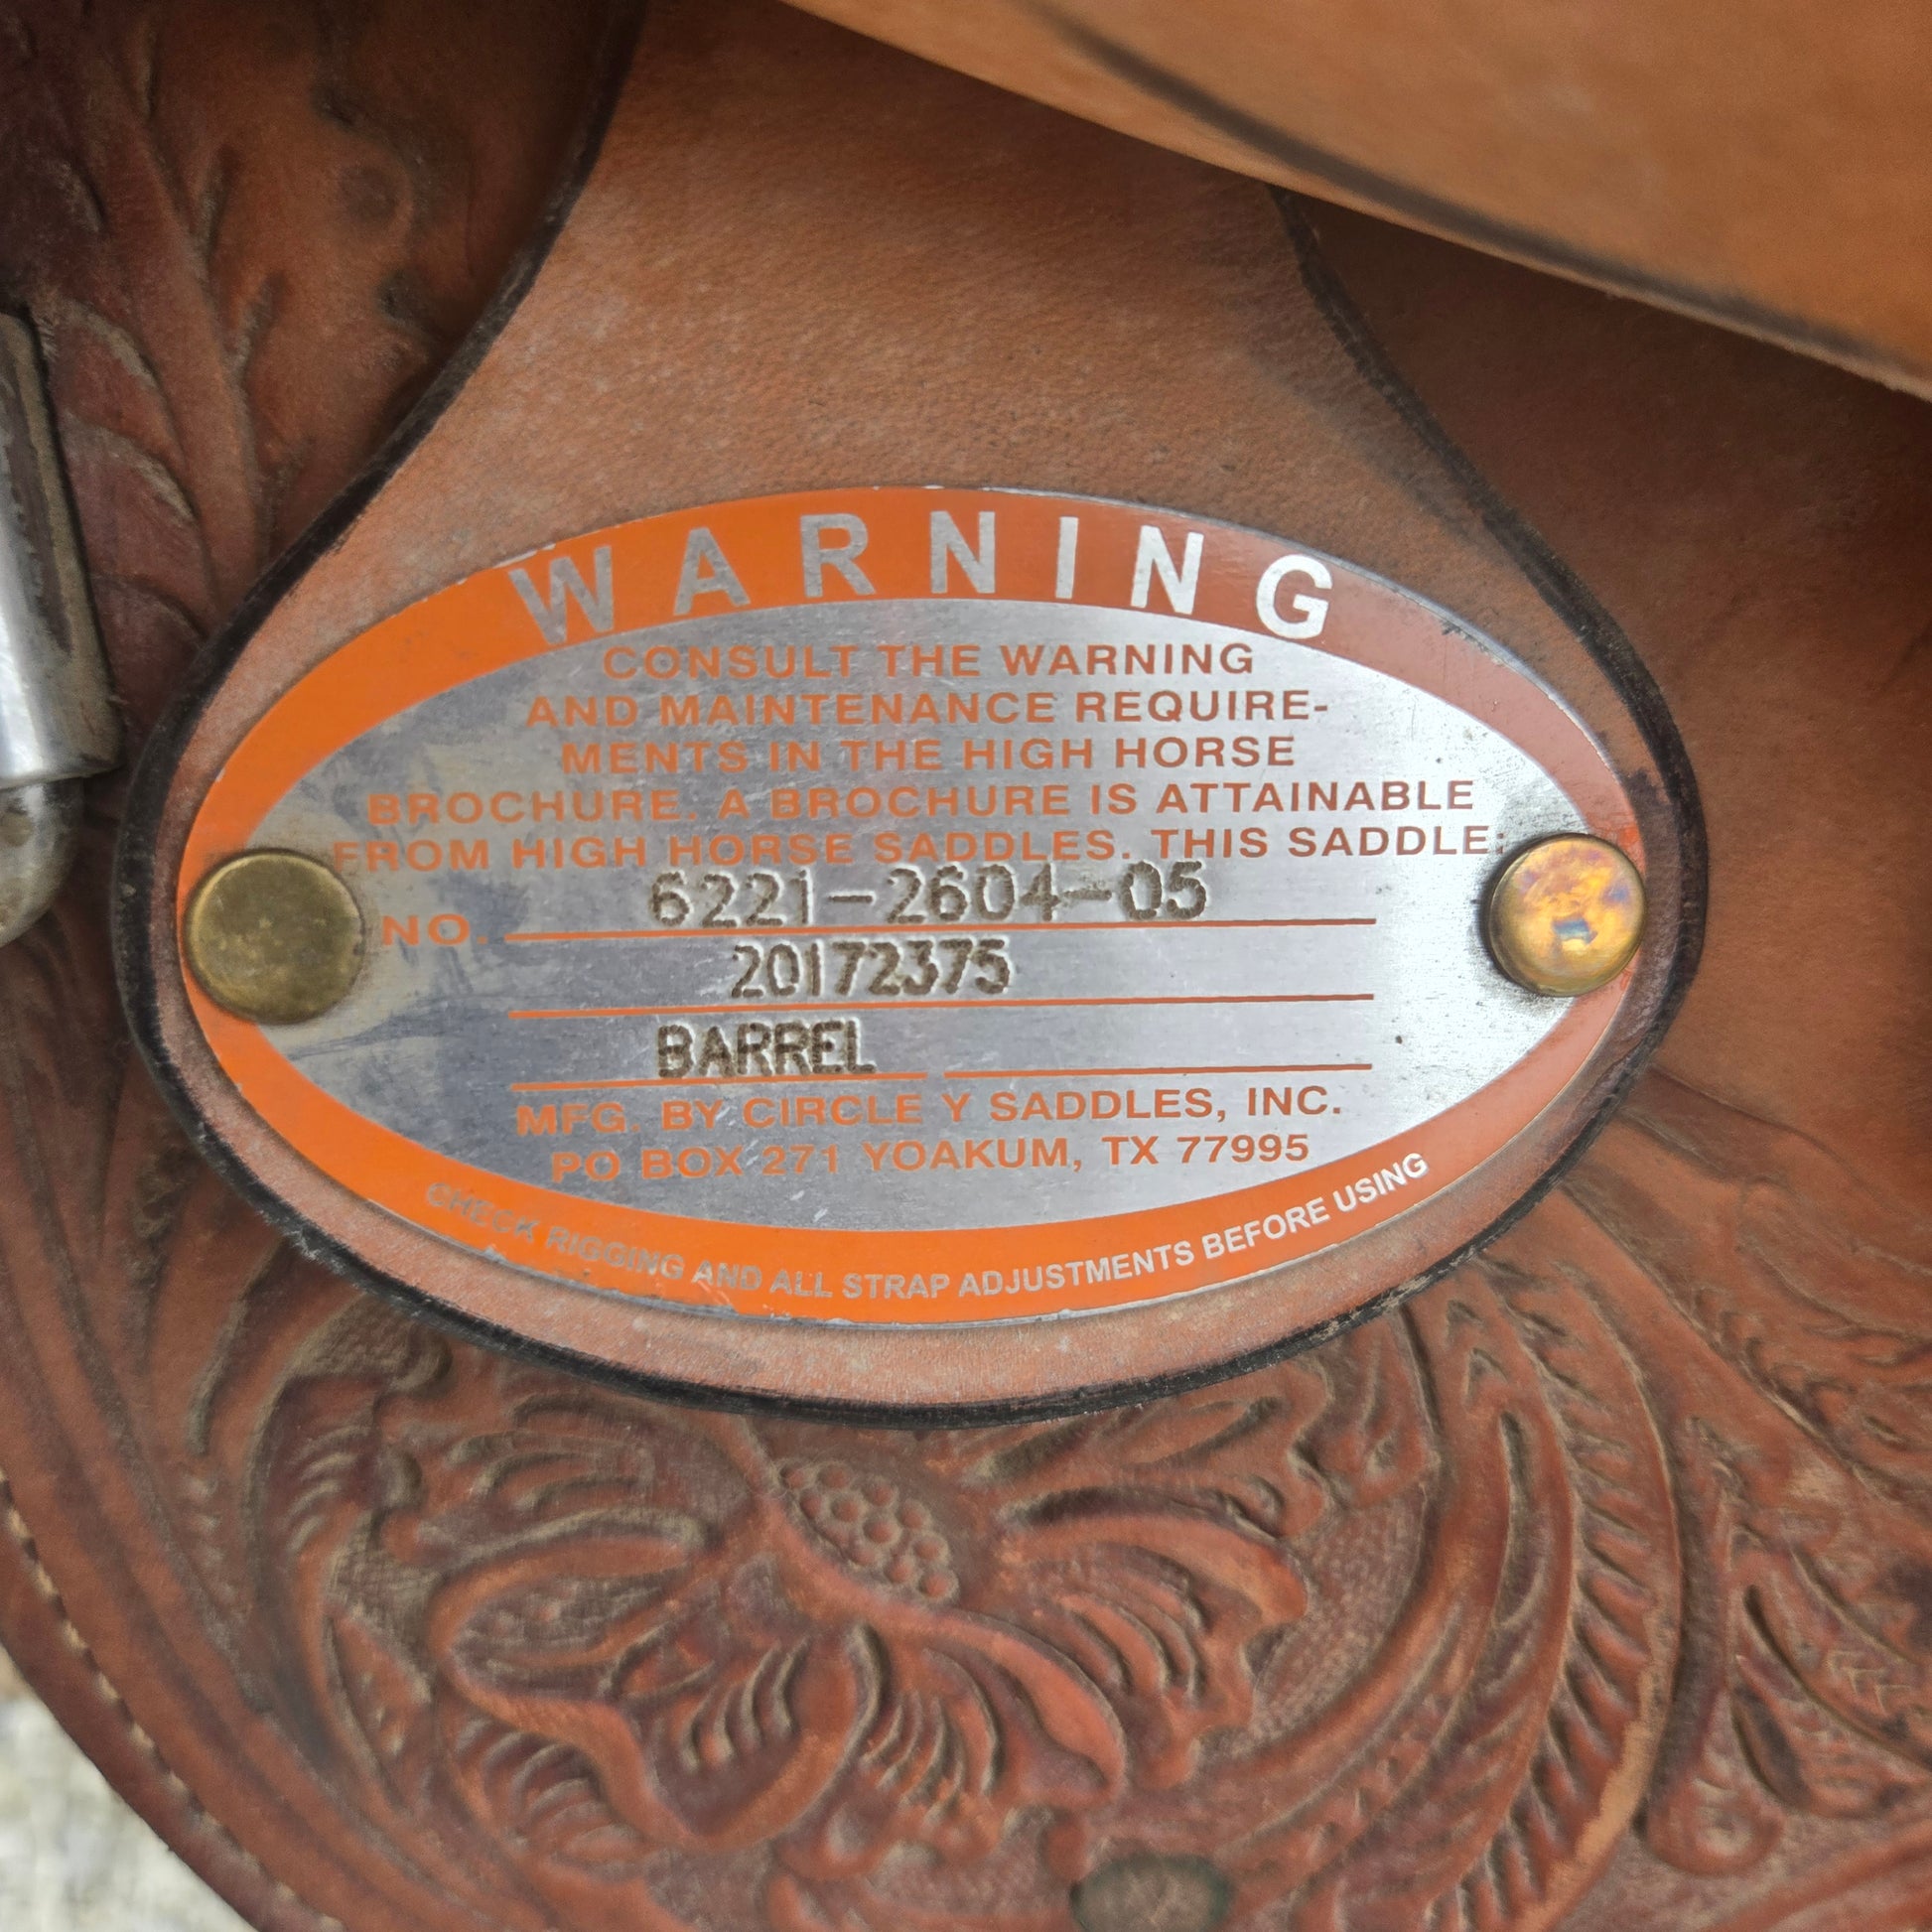 WARNING
CONSULT THE WARNING
AND MAINTENANCE REQUIRE-
MENTS IN THE HIGH HORSE
BROCHURE. A BROCHURE IS ATTAINABLE
FROM HIGH HORSE SADDLES. THIS SADDLE:
NO. 6221-2604-05
20172375
BARREL
MFG. BY CIRCLE Y SADDLES, INC.
PO BOX 271 YOAKUM, TX 77995
CHECK RIGGING AND ALL STRAP ADJUSTMENTS BEFORE USING